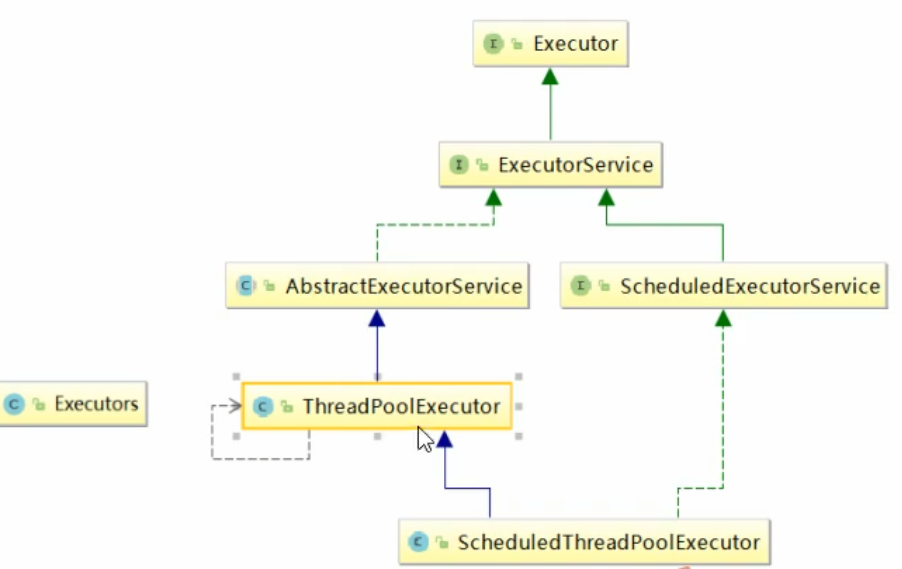 I Executor
I ExecutorService
C AbstractExecutorService
I ScheduledExecutorService
C Executors
C ThreadPoolExecutor
C ScheduledThreadPoolExecutor